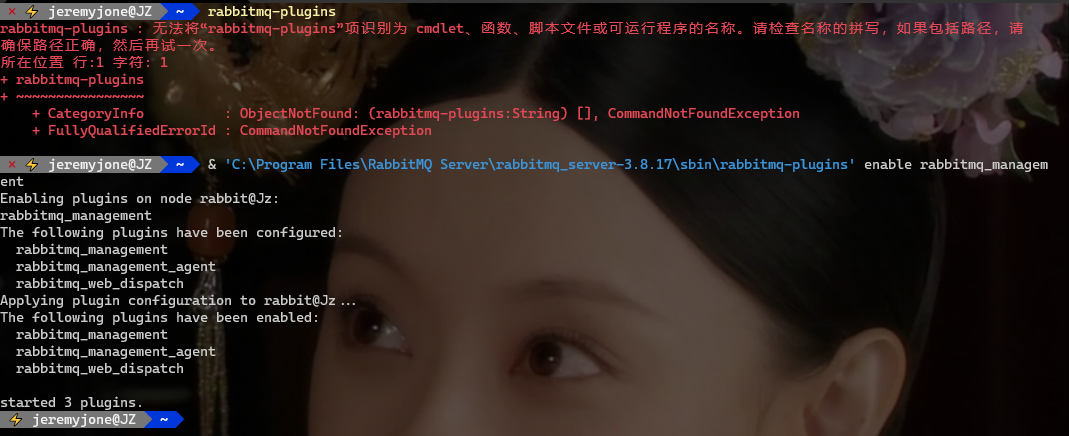 × ⚡ jeremyjone@JZ ~ rabbitmq-plugins
rabbitmq-plugins : 无法将“rabbitmq-plugins”项识别为 cmdlet、函数、脚本文件或可运行程序的名称。请检查名称的拼写，如果包括路径，请
确保路径正确，然后再试一次。
所在位置 行:1 字符: 1
+ rabbitmq-plugins
+ ~~~~~~~~~~~~~~~~
    + CategoryInfo          : ObjectNotFound: (rabbitmq-plugins:String) [], CommandNotFoundException
    + FullyQualifiedErrorId : CommandNotFoundException
× ⚡ jeremyjone@JZ ~ & 'C:\Program Files\RabbitMQ Server\rabbitmq_server-3.8.17\sbin\rabbitmq-plugins' enable rabbitmq_managem
ent
Enabling plugins on node rabbit@Jz:
rabbitmq_management
The following plugins have been configured:
  rabbitmq_management
  rabbitmq_management_agent
  rabbitmq_web_dispatch
Applying plugin configuration to rabbit@Jz...
The following plugins have been enabled:
  rabbitmq_management
  rabbitmq_management_agent
  rabbitmq_web_dispatch
started 3 plugins.
⚡ jeremyjone@JZ ~